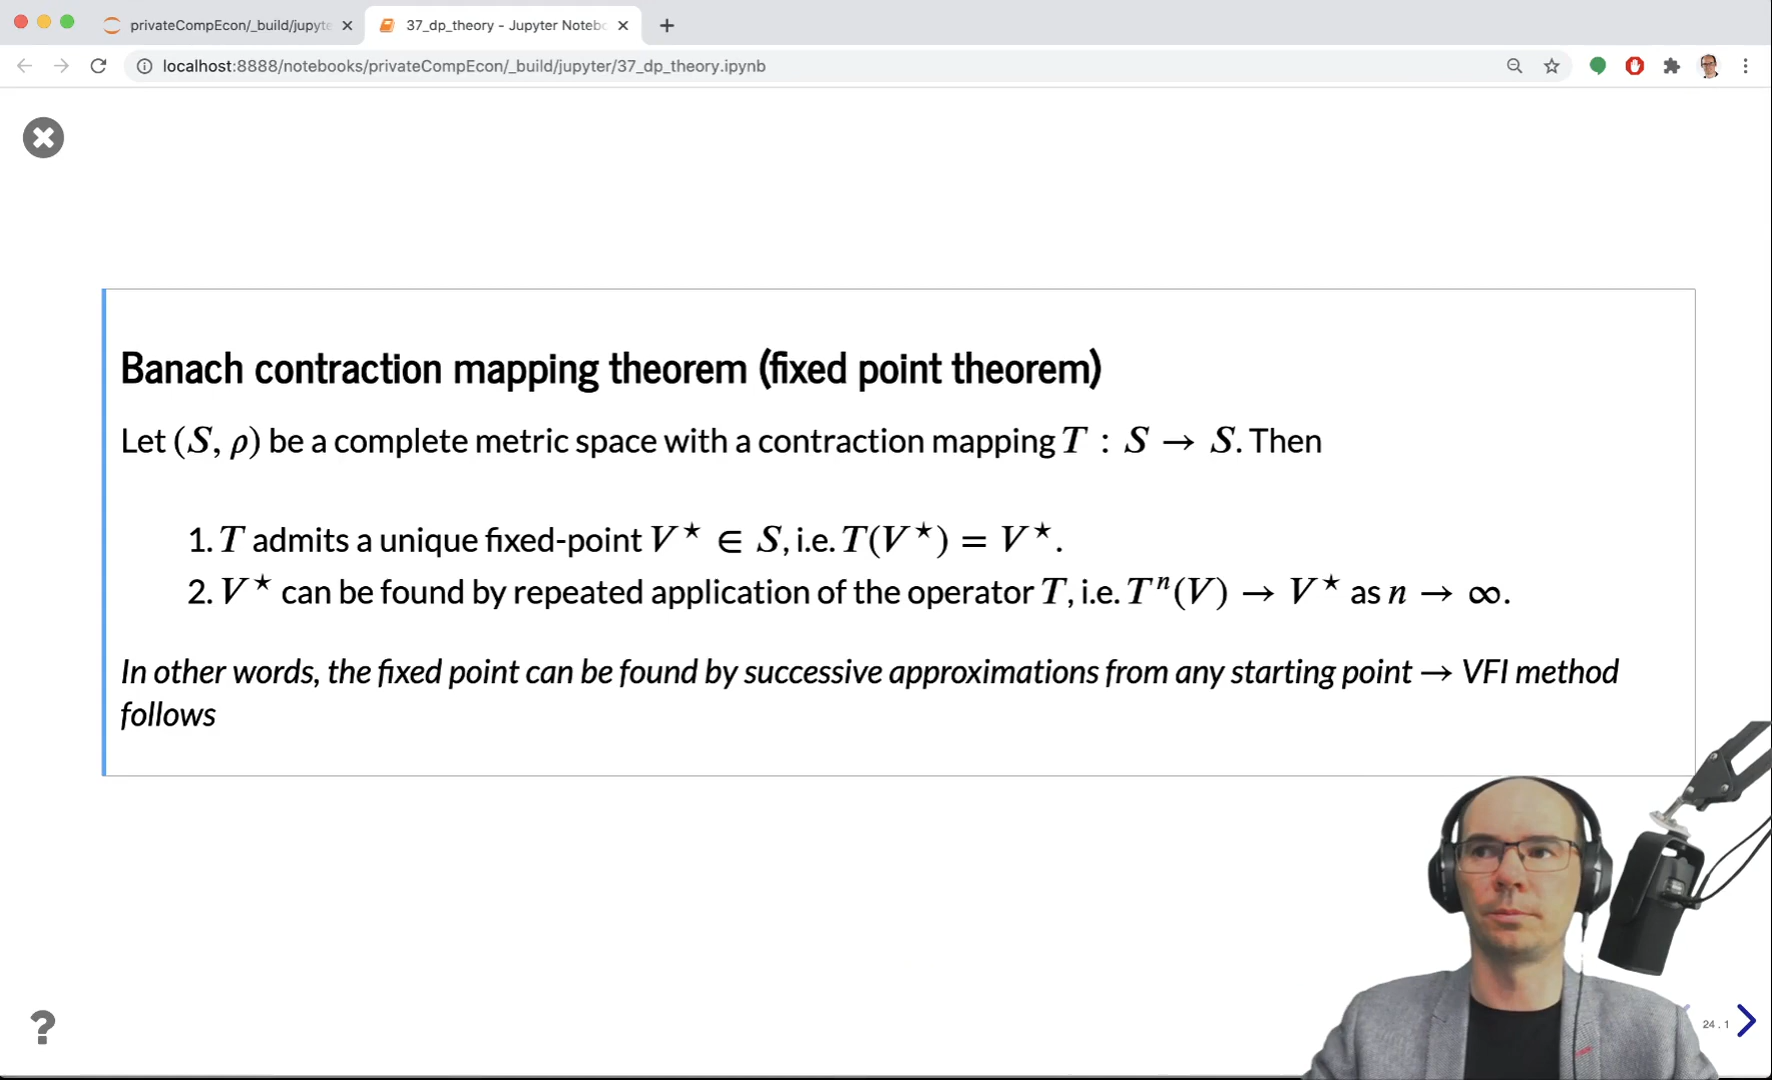 privateCompEcon/_build/jupyte
37_dp_theory - Jupyter Notebo
localhost:8888/notebooks/privateCompEcon/_build/jupyter/37_dp_theory.ipynb
Banach contraction mapping theorem (fixed point theorem)
Let (S, ρ) be a complete metric space with a contraction mapping T : S → S. Then
1. T admits a unique fixed-point V⋆ ∈ S, i.e. T(V⋆) = V⋆.
2. V⋆ can be found by repeated application of the operator T, i.e. Tⁿ(V) → V⋆ as n → ∞.
In other words, the fixed point can be found by successive approximations from any starting point → VFI method
follows
?
24 . 1